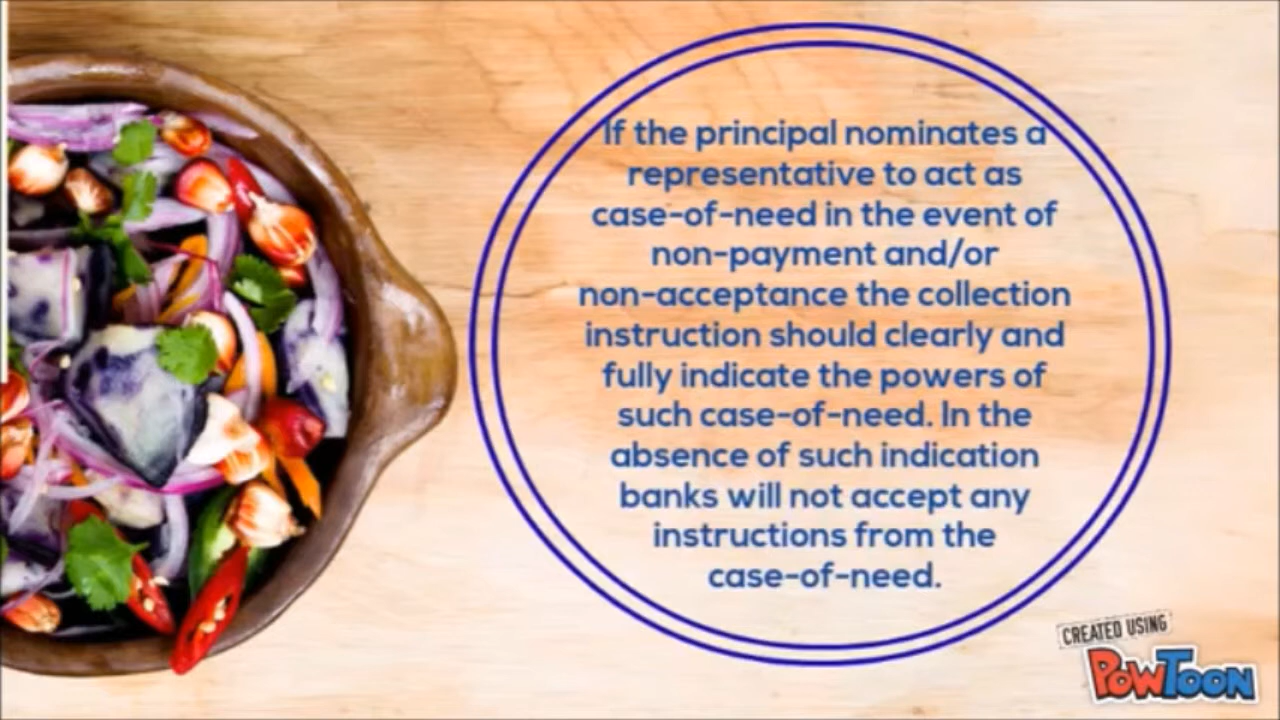 If the principal nominates a
representative to act as
case-of-need in the event of
non-payment and/or
non-acceptance the collection
instruction should clearly and
fully indicate the powers of
such case-of-need. In the
absence of such indication
banks will not accept any
instructions from the
case-of-need.
CREATED USING
POWTOON